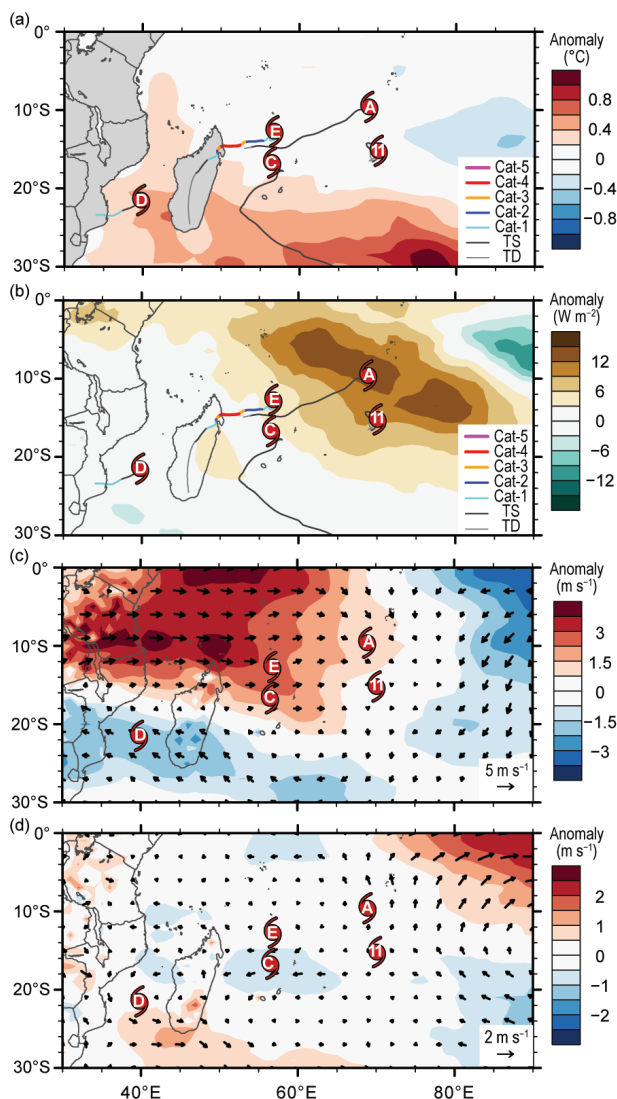 (a)
0°
10°S
20°S
30°S
A
E
C
11
D
Cat-5
Cat-4
Cat-3
Cat-2
Cat-1
TS
TD
Anomaly
(°C)
0.8
0.4
0
−0.4
−0.8
(b)
0°
10°S
20°S
30°S
A
E
C
11
D
Cat-5
Cat-4
Cat-3
Cat-2
Cat-1
TS
TD
Anomaly
(W m⁻²)
12
6
0
−6
−12
(c)
0°
10°S
20°S
30°S
A
E
C
11
D
5 m s⁻¹
Anomaly
(m s⁻¹)
3
1.5
0
−1.5
−3
(d)
0°
10°S
20°S
30°S
A
E
C
11
D
2 m s⁻¹
Anomaly
(m s⁻¹)
2
1
0
−1
−2
40°E
60°E
80°E